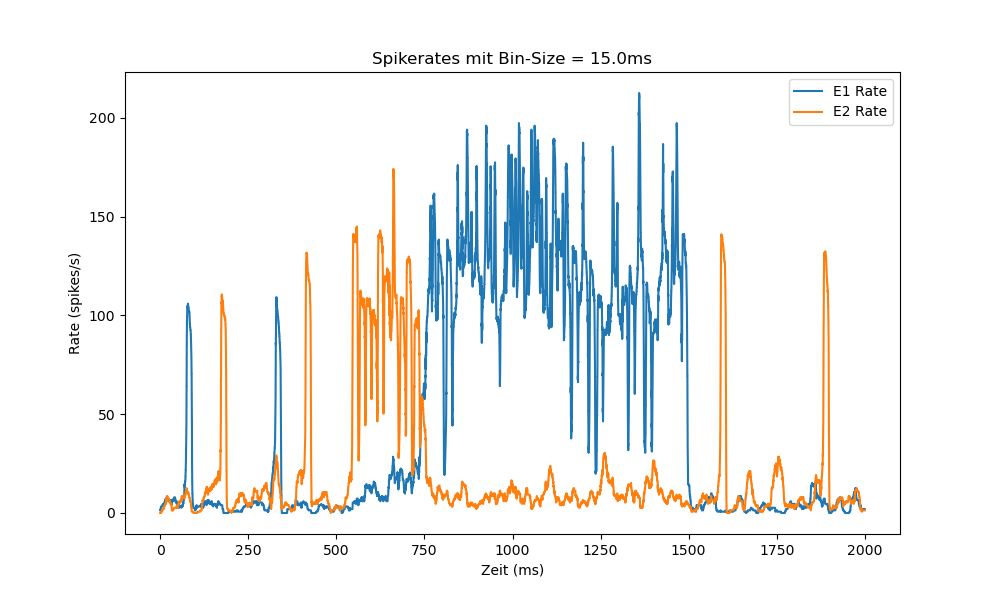 Spikerates mit Bin-Size = 15.0ms
E1 Rate
E2 Rate
200
150
100
50
0
Rate (spikes/s)
0 250 500 750 1000 1250 1500 1750 2000
Zeit (ms)